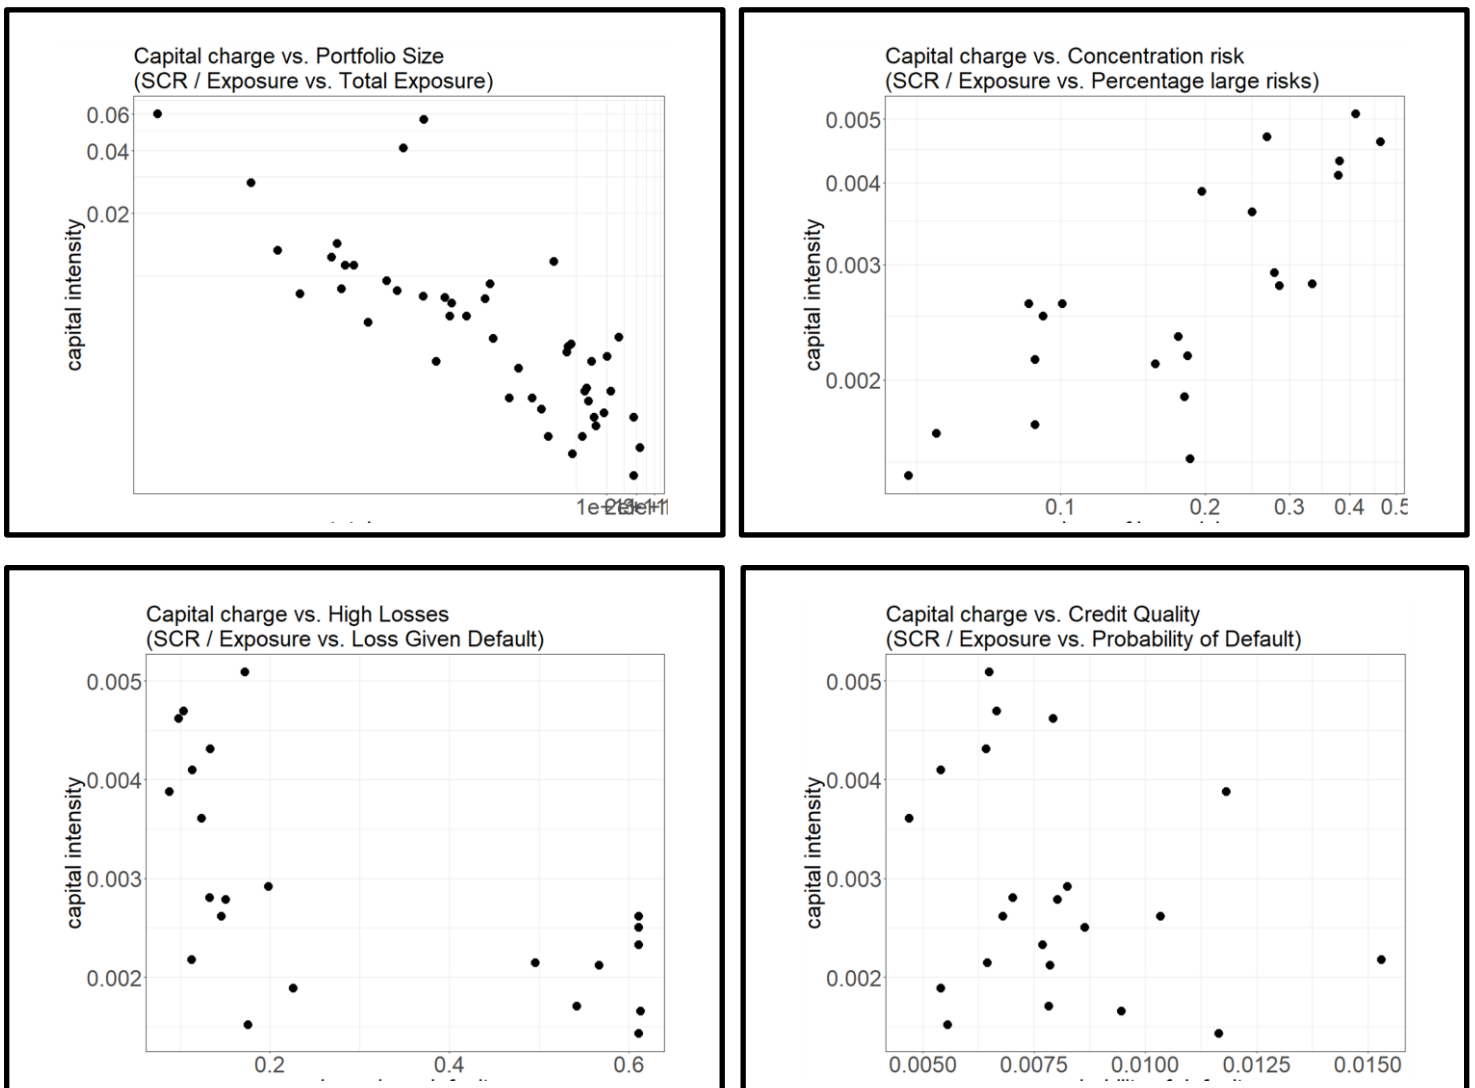 Capital charge vs. Portfolio Size
(SCR / Exposure vs. Total Exposure)
0.06
0.04
0.02
capital intensity
Capital charge vs. Concentration risk
(SCR / Exposure vs. Percentage large risks)
0.005
0.004
0.003
0.002
capital intensity
0.1 0.2 0.3 0.4 0.5
Capital charge vs. High Losses
(SCR / Exposure vs. Loss Given Default)
0.005
0.004
0.003
0.002
capital intensity
0.2 0.4 0.6
Capital charge vs. Credit Quality
(SCR / Exposure vs. Probability of Default)
0.005
0.004
0.003
0.002
capital intensity
0.0050 0.0075 0.0100 0.0125 0.0150